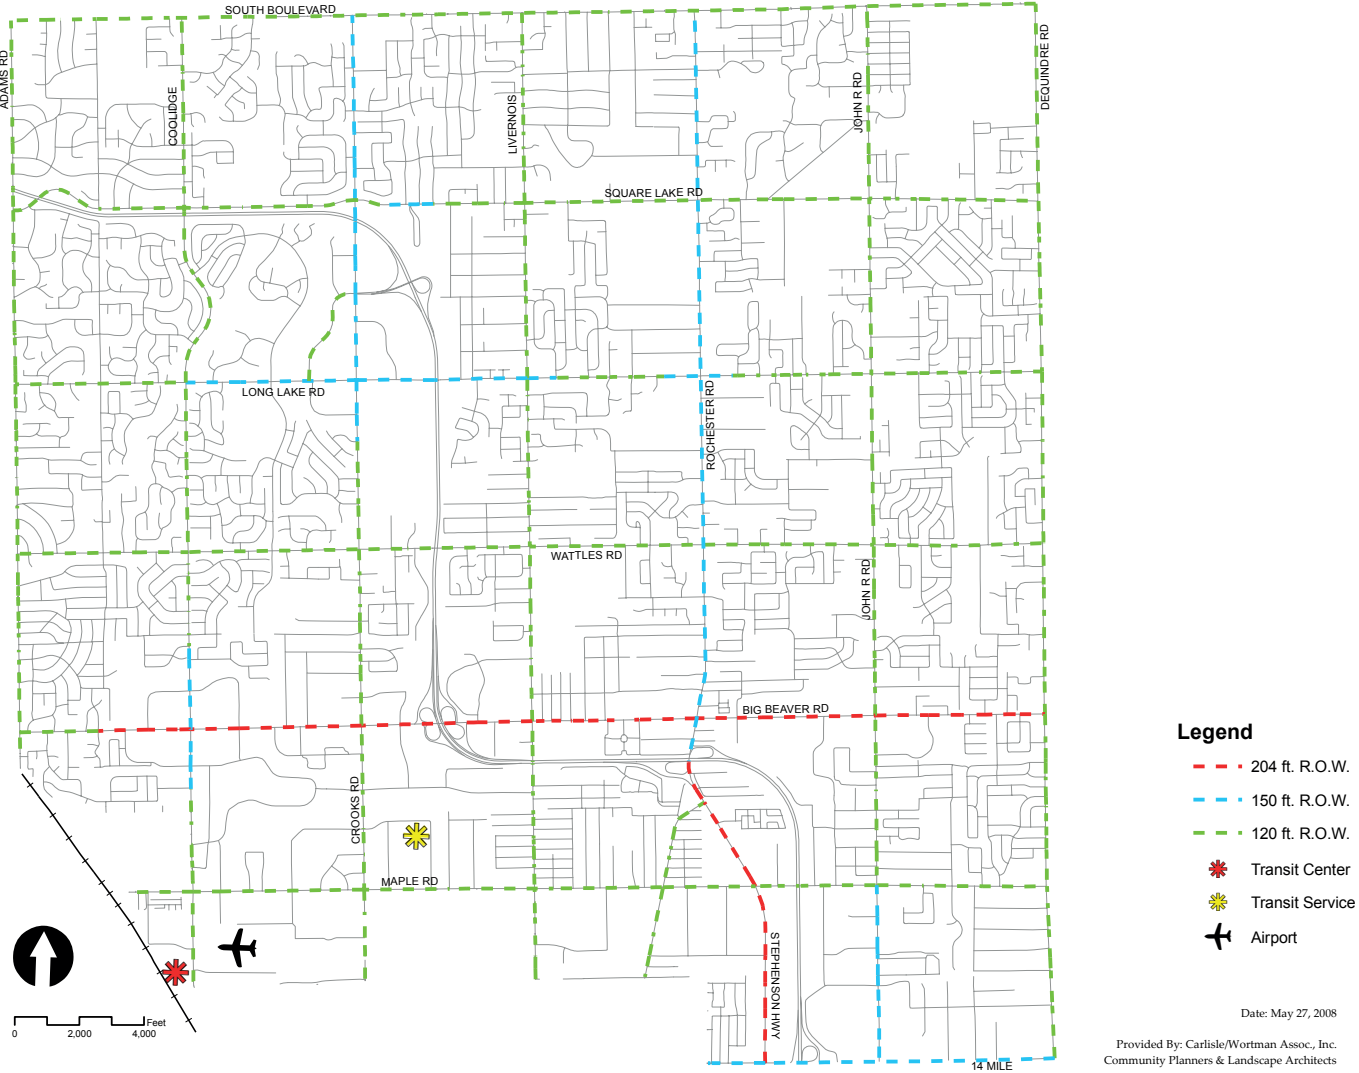 SOUTH BOULEVARD
ADAMS RD
COOLIDGE
LIVERNOIS
JOHN R RD
DEQUINDRE RD
SQUARE LAKE RD
LONG LAKE RD
ROCHESTER RD
WATTLES RD
JOHN R RD
BIG BEAVER RD
CROOKS RD
MAPLE RD
STEPHENSON HWY
14 MILE
Feet
0 2,000 4,000
Legend
204 ft. R.O.W.
150 ft. R.O.W.
120 ft. R.O.W.
Transit Center
Transit Service
Airport
Date: May 27, 2008
Provided By: Carlisle/Wortman Assoc., Inc.
Community Planners & Landscape Architects